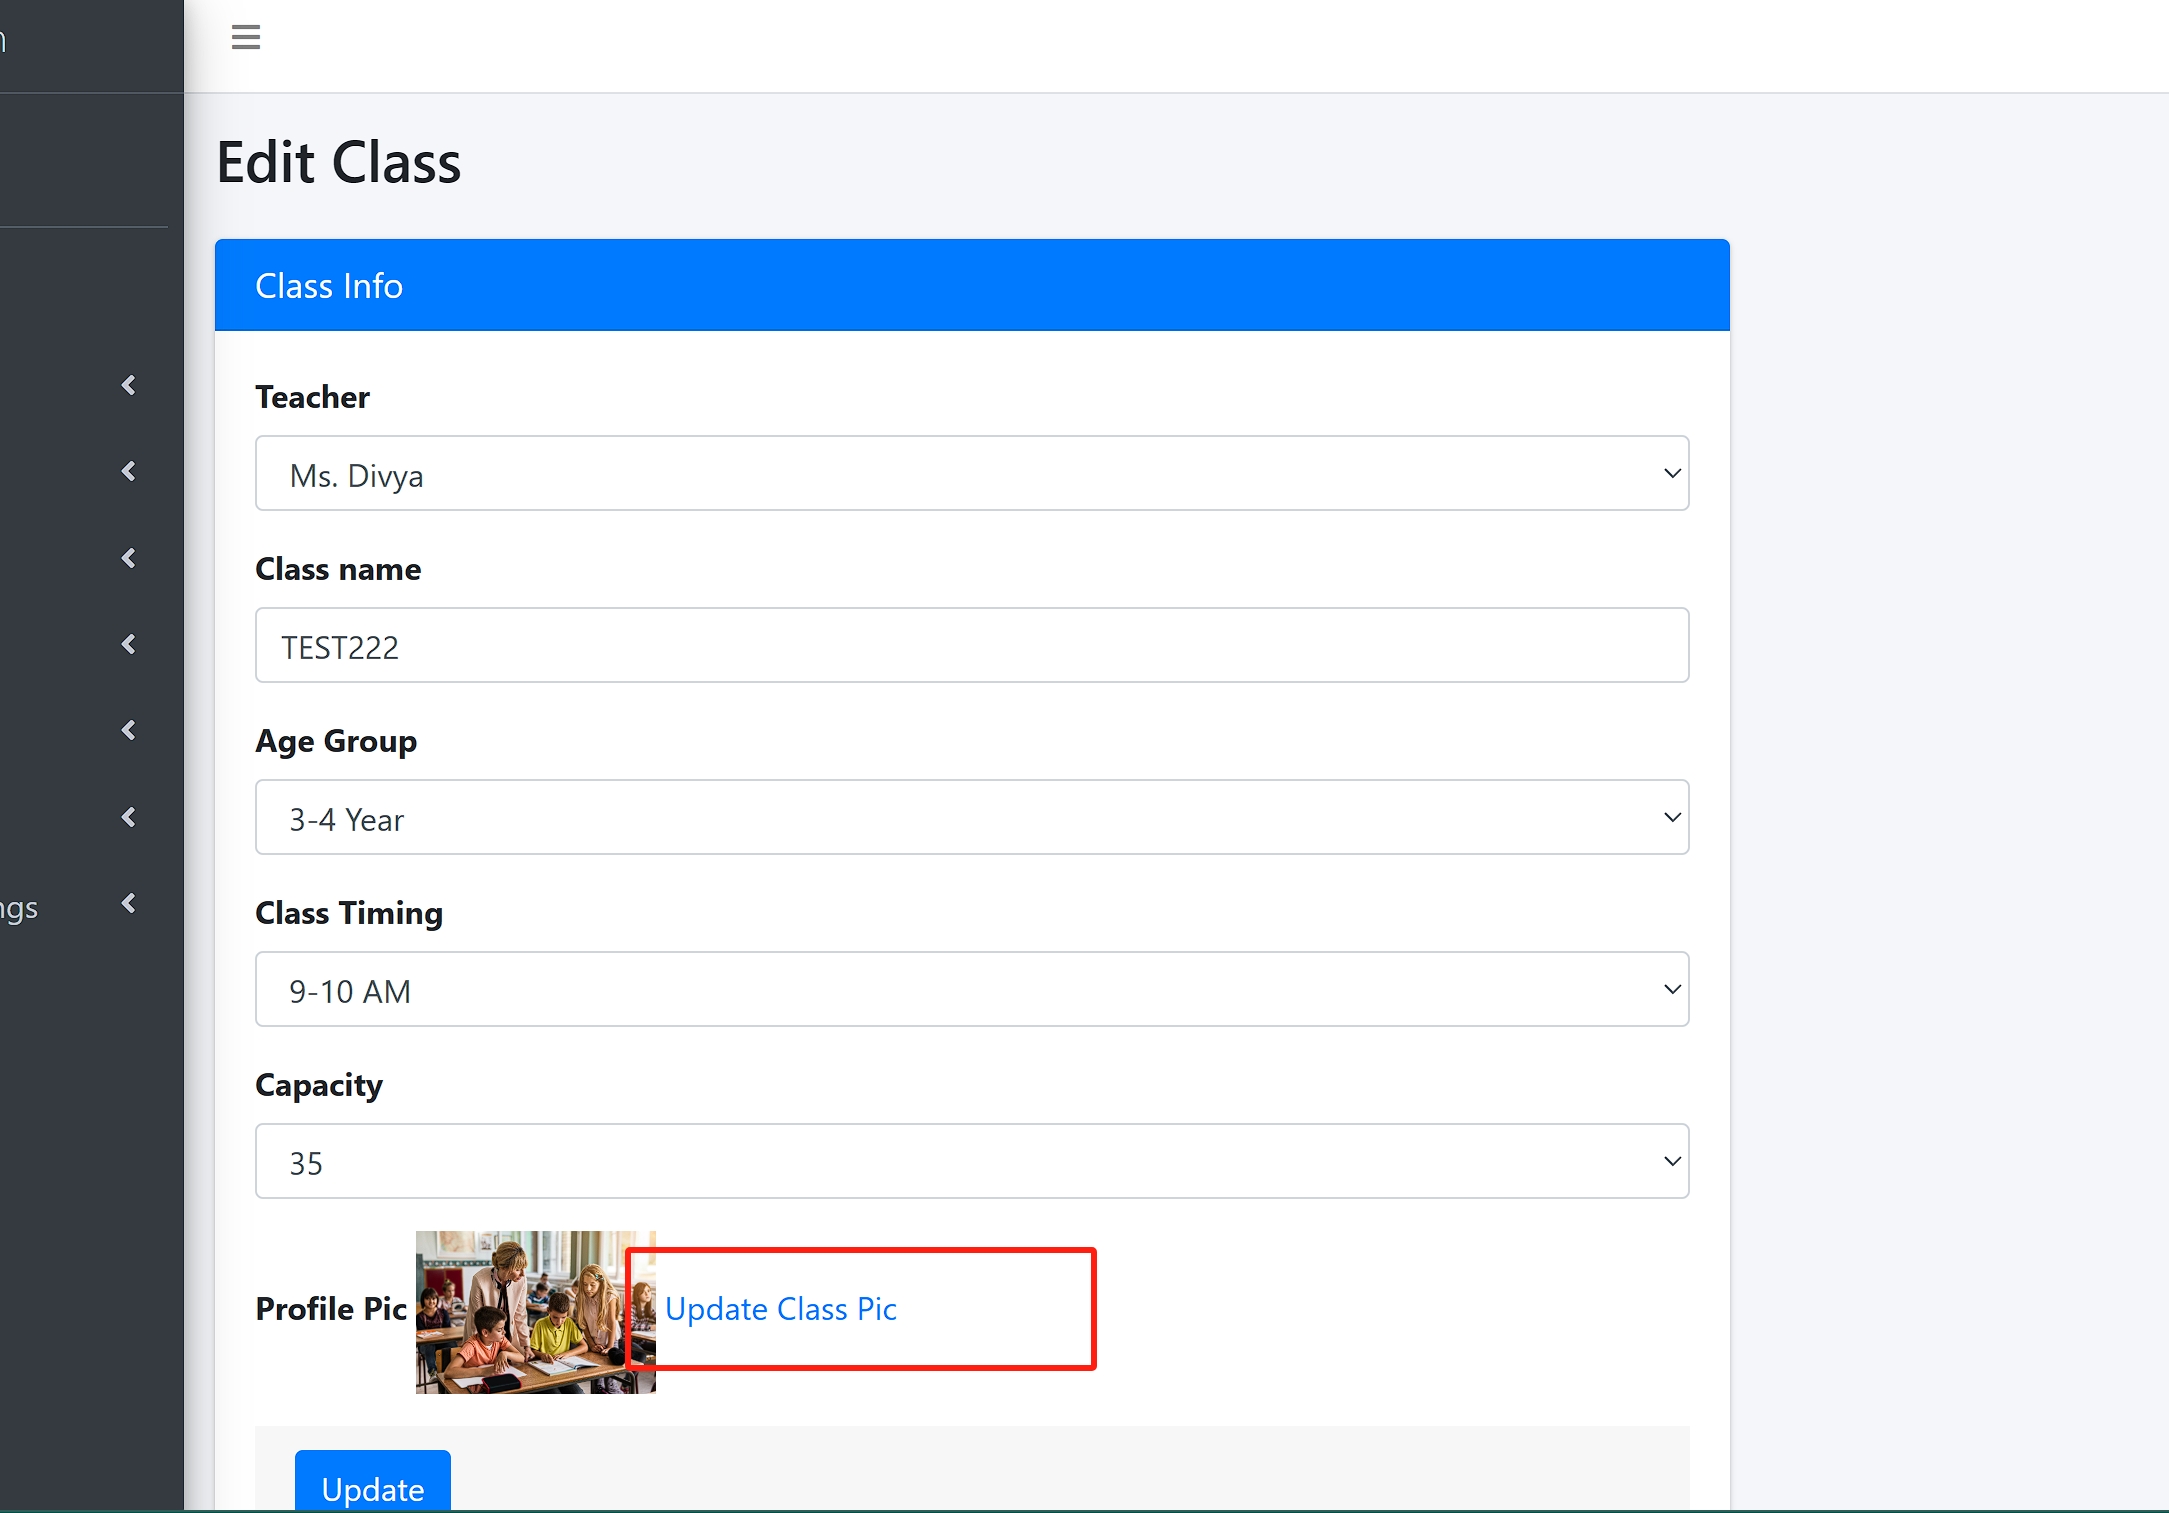 Edit Class
Class Info
Teacher
Ms. Divya
Class name
TEST222
Age Group
3-4 Year
Class Timing
9-10 AM
ngs
Capacity
35
Profile Pic Update Class Pic
Update